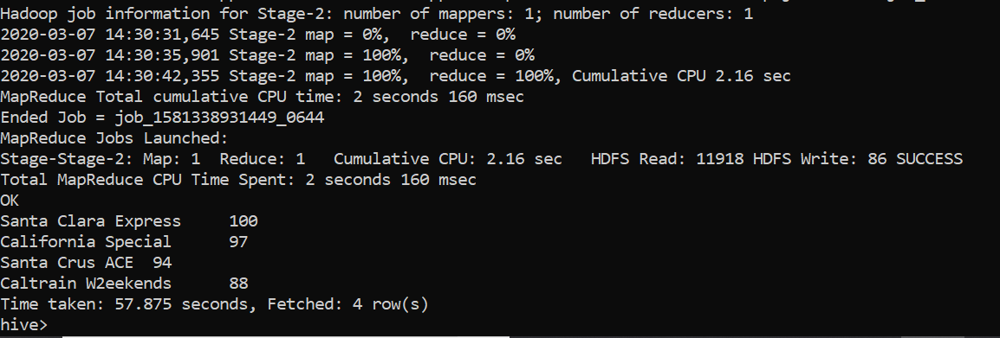 Hadoop job information for Stage-2: number of mappers: 1; number of reducers: 1
2020-03-07 14:30:31,645 Stage-2 map = 0%,  reduce = 0%
2020-03-07 14:30:35,901 Stage-2 map = 100%,  reduce = 0%
2020-03-07 14:30:42,355 Stage-2 map = 100%,  reduce = 100%, Cumulative CPU 2.16 sec
MapReduce Total cumulative CPU time: 2 seconds 160 msec
Ended Job = job_1581338931449_0644
MapReduce Jobs Launched:
Stage-Stage-2: Map: 1  Reduce: 1   Cumulative CPU: 2.16 sec   HDFS Read: 11918 HDFS Write: 86 SUCCESS
Total MapReduce CPU Time Spent: 2 seconds 160 msec
OK
Santa Clara Express     100
California Special      97
Santa Crus ACE  94
Caltrain W2eekends      88
Time taken: 57.875 seconds, Fetched: 4 row(s)
hive>